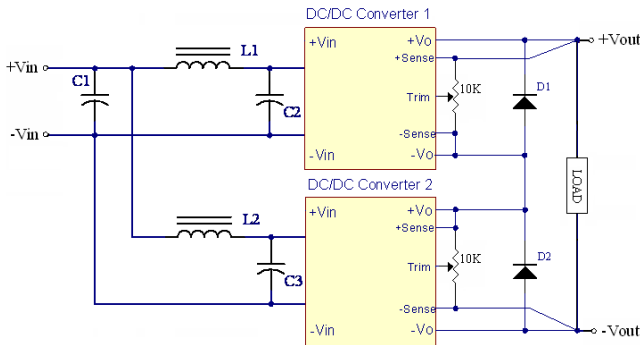 DC/DC Converter 1
+Vin
C1
L1
C2
+Vin
-Vin
+Vo
+Sense
Trim
-Sense
-Vo
10K
D1
+Vout
-Vin
DC/DC Converter 2
L2
C3
+Vin
-Vin
+Vo
+Sense
Trim
-Sense
-Vo
10K
D2
LOAD
-Vout